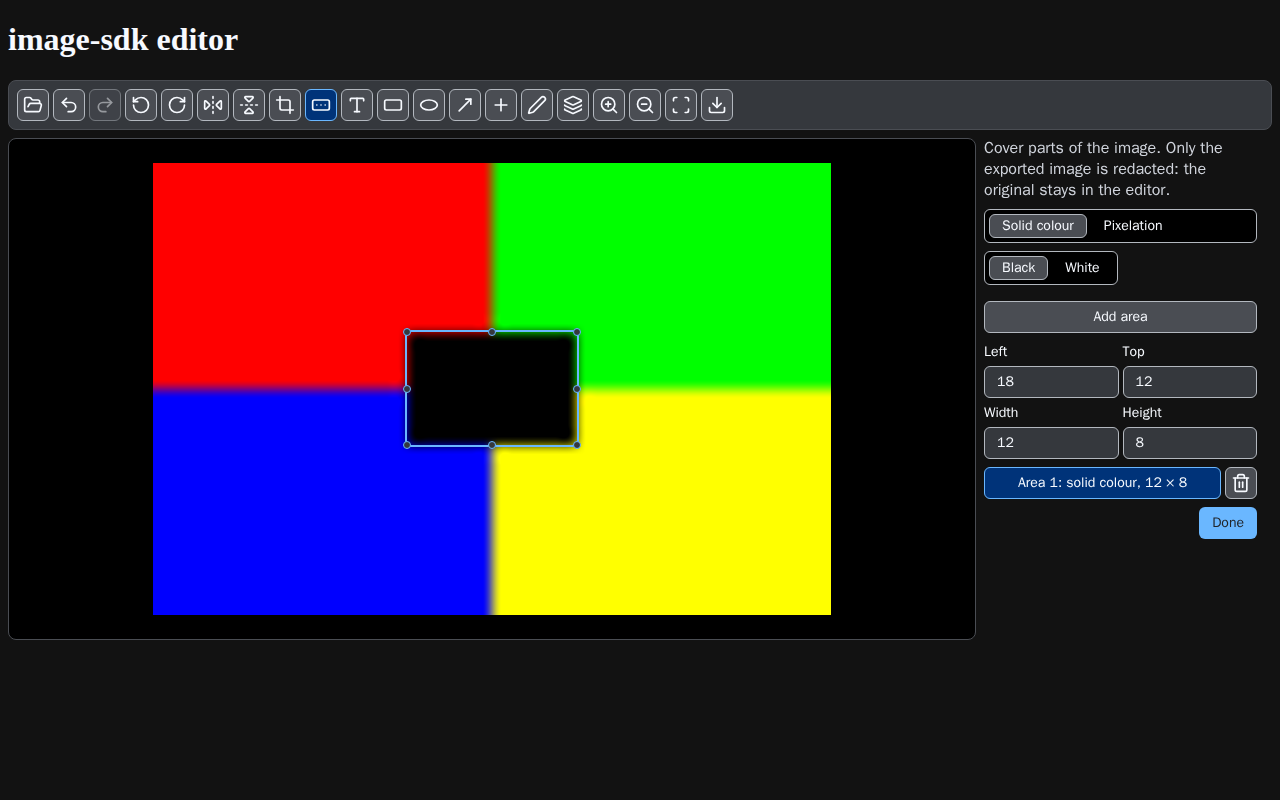 image-sdk editor
Cover parts of the image. Only the
exported image is redacted: the
original stays in the editor.
Solid colour Pixelation
Black White
Add area
Left Top
18 12
Width Height
12 8
Area 1: solid colour, 12 × 8
Done